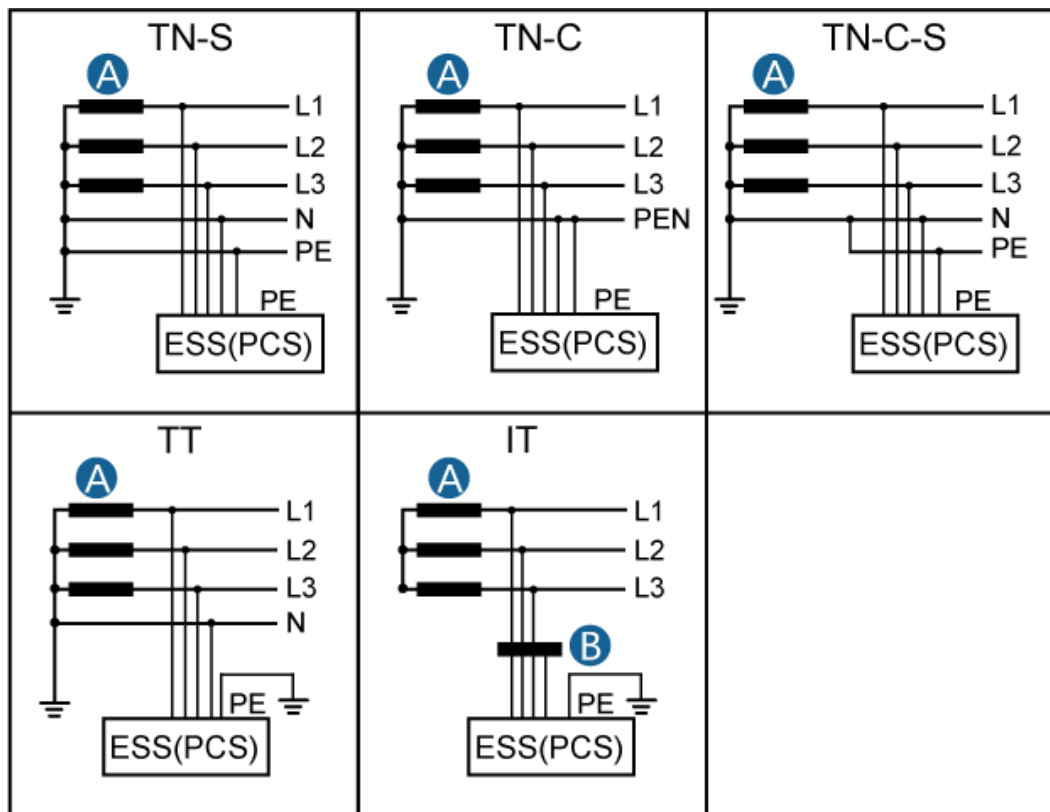 TN-S
A
L1
L2
L3
N
PE
PE
ESS(PCS)
TN-C
A
L1
L2
L3
PEN
PE
ESS(PCS)
TN-C-S
A
L1
L2
L3
N
PE
PE
ESS(PCS)
TT
A
L1
L2
L3
N
PE
ESS(PCS)
IT
A
L1
L2
L3
B
PE
ESS(PCS)